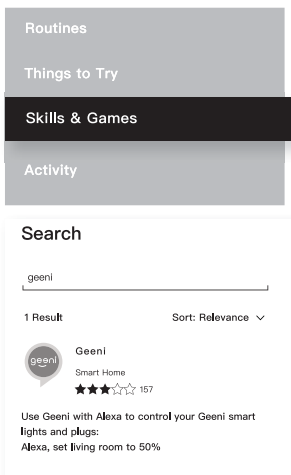 Routines
Things to Try
Skills & Games
Activity
Search
geeni
1 Result Sort: Relevance
geeni
Geeni
Smart Home
157
Use Geeni with Alexa to control your Geeni smart
lights and plugs:
Alexa, set living room to 50%